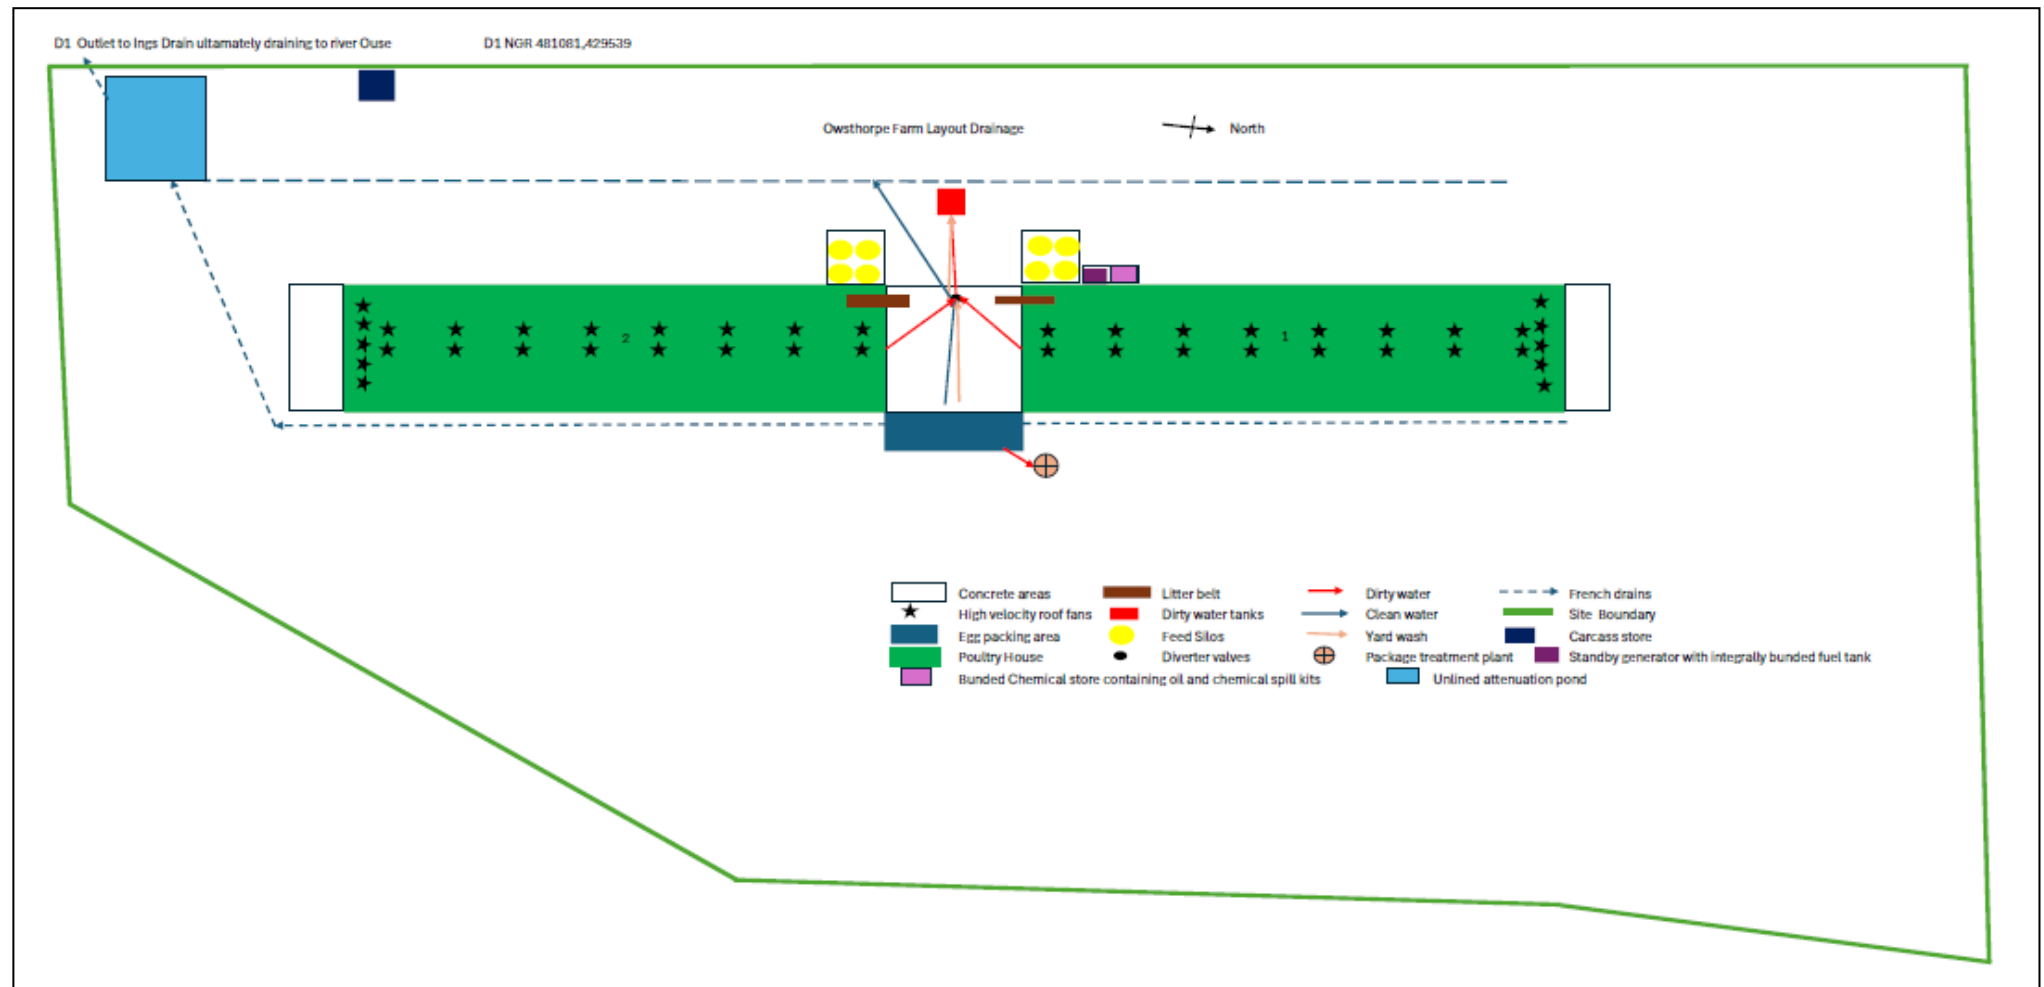 D1 Outlet to Ings Drain ultamately draining to river Ouse
D1 NGR 481081,429539
Owsthorpe Farm Layout Drainage
North
2
1
Concrete areas
Litter belt
Dirty water
French drains
High velocity roof fans
Dirty water tanks
Clean water
Site Boundary
Egg packing area
Feed Silos
Yard wash
Carcass store
Poultry House
Diverter valves
Package treatment plant
Standby generator with integrally bunded fuel tank
Bunded Chemical store containing oil and chemical spill kits
Unlined attenuation pond